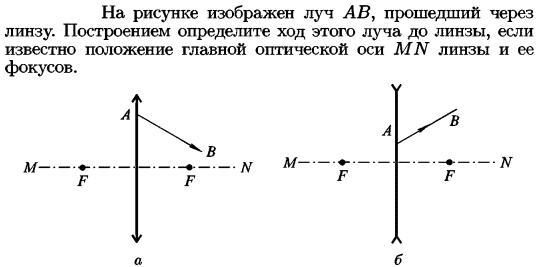 На рисунке изображен луч AB, прошедший через
линзу. Построением определите ход этого луча до линзы, если
известно положение главной оптической оси MN линзы и ее
фокусов.
A B M F F N
A B M F F N
а б